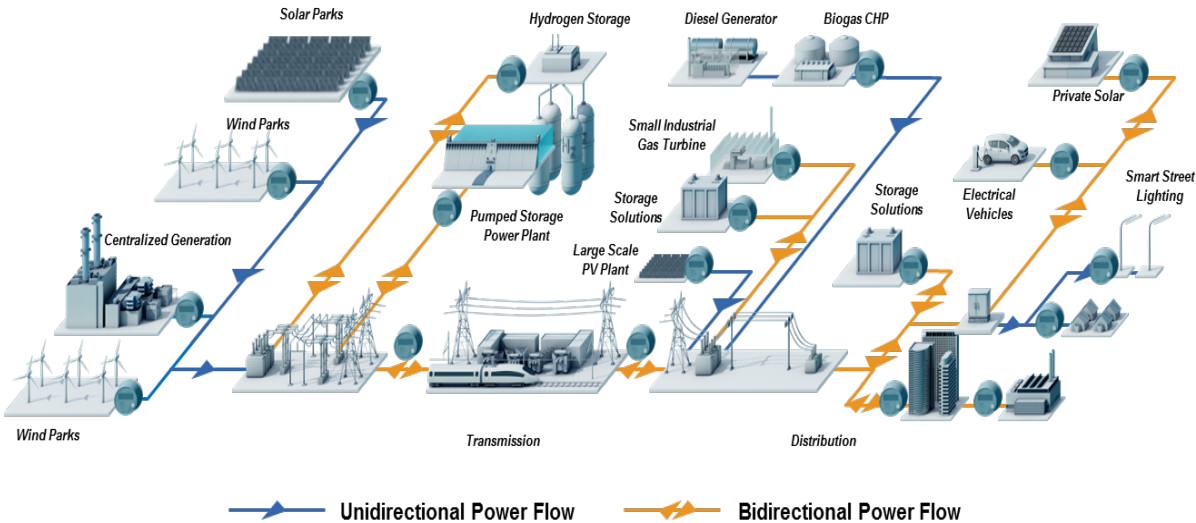 Solar Parks
Hydrogen Storage
Diesel Generator
Biogas CHP
Private Solar
Wind Parks
Small Industrial
Gas Turbine
Electrical
Vehicles
Smart Street
Lighting
Storage
Solutions
Storage
Solutions
Pumped Storage
Power Plant
Centralized Generation
Large Scale
PV Plant
Wind Parks
Transmission
Distribution
Unidirectional Power Flow
Bidirectional Power Flow